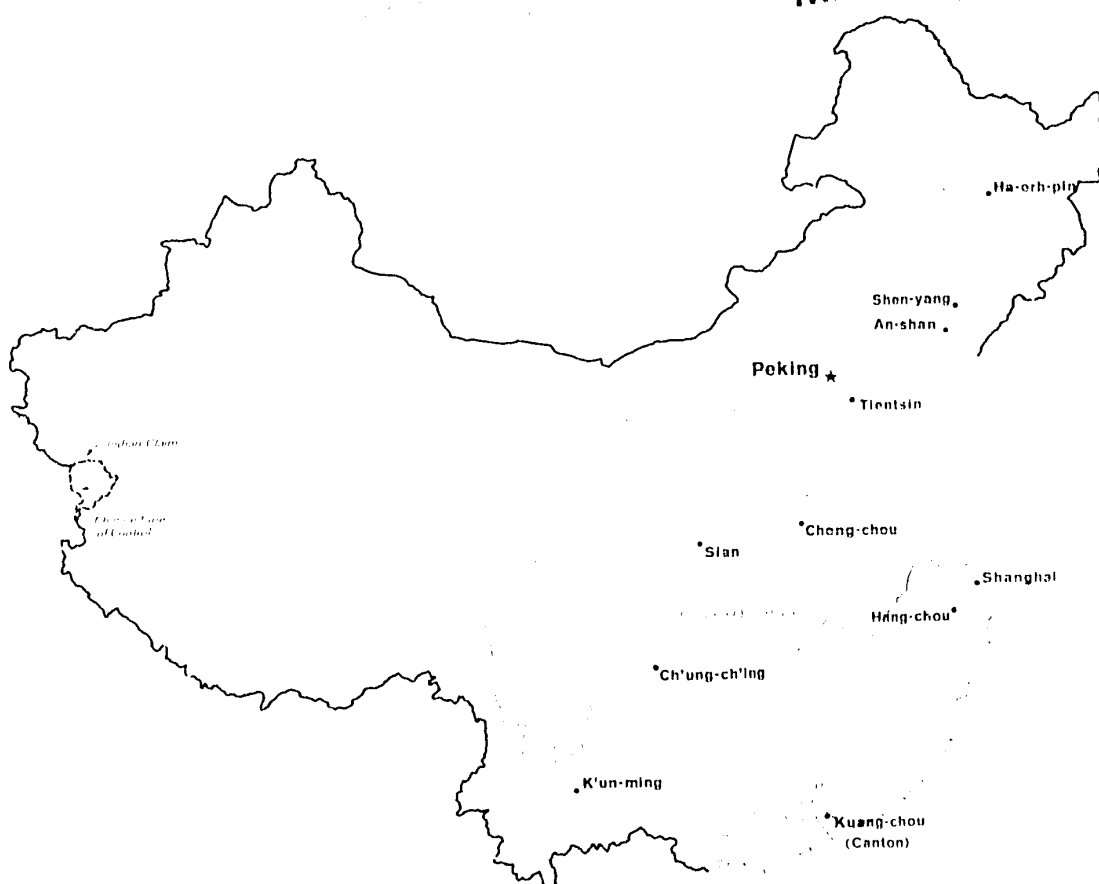 Ha-erh-pin
Shen-yang
An-shan
Peking
Tientsin
Claim
Cheng-chou
Sian
Shanghai
Hang-chou
Ch'ung-ch'ing
K'un-ming
Kuang-chou
(Canton)